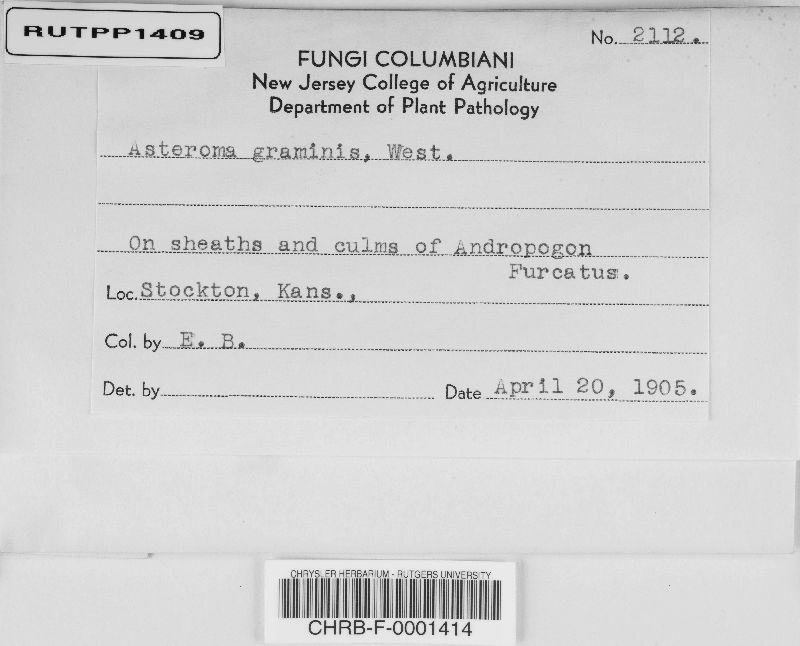 RUTPP1409
No. 2112.
FUNGI COLUMBIANI
New Jersey College of Agriculture
Department of Plant Pathology
Asteroma graminis, West.
On sheaths and culms of Andropogon
Furcatus.
Loc. Stockton, Kans.,
Col. by E. B.
Det. by
Date April 20, 1905.
CHRYSLER HERBARIUM - RUTGERS UNIVERSITY
CHRB-F-0001414